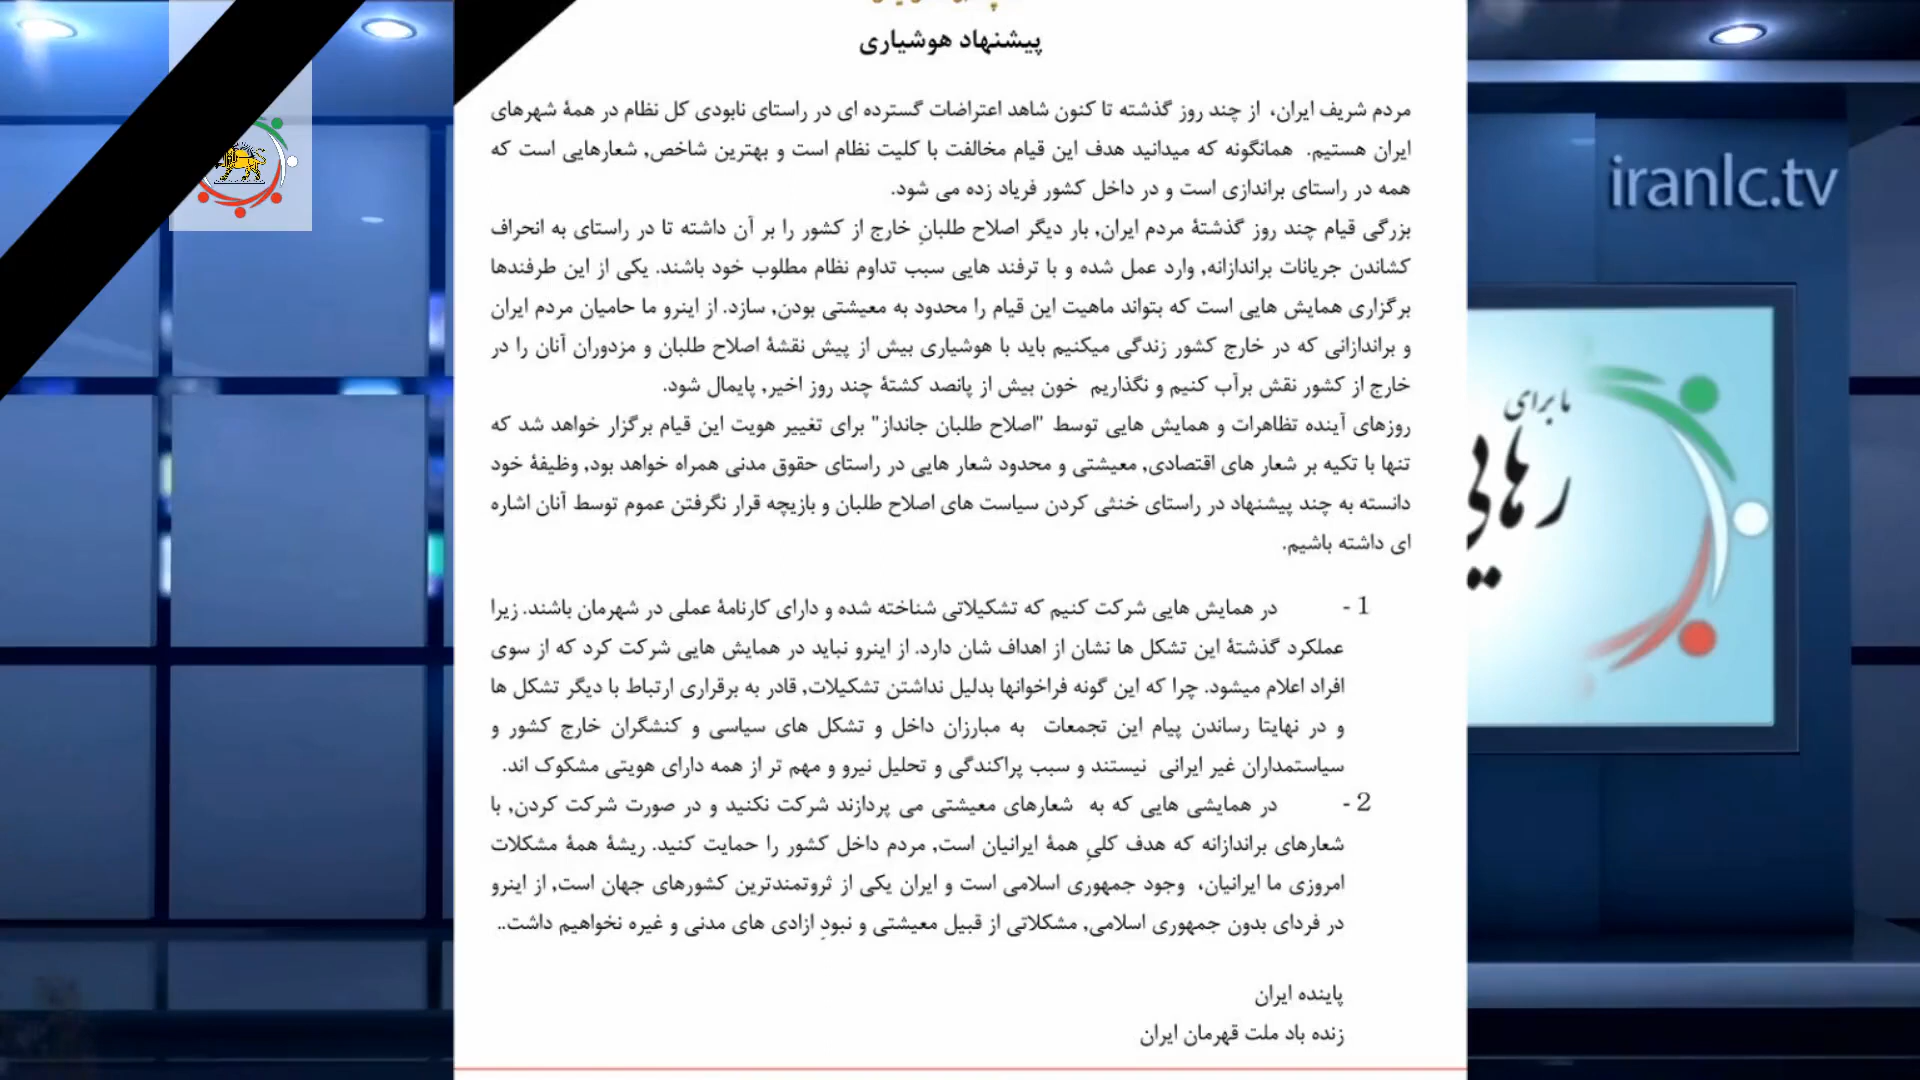 پیشنهاد هوشیاری
مردم شریف ایران، از چند روز گذشته تا کنون شاهد اعتراضات گسترده ای در راستای نابودی کل نظام در همۀ شهرهای
ایران هستیم. همانگونه که میدانید هدف این قیام مخالفت با کلیت نظام است و بهترین شاخص, شعارهایی است که
همه در راستای براندازی است و در داخل کشور فریاد زده می شود.
بزرگی قیام چند روز گذشتۀ مردم ایران, بار دیگر اصلاح طلبانِ خارج از کشور را بر آن داشته تا در راستای به انحراف
کشاندن جریانات براندازانه, وارد عمل شده و با ترفند هایی سبب تداوم نظام مطلوب خود باشند. یکی از این طرفندها
برگزاری همایش هایی است که بتواند ماهیت این قیام را محدود به معیشتی بودن, سازد. از اینرو ما حامیان مردم ایران
و براندازانی که در خارج کشور زندگی میکنیم باید با هوشیاری بیش از پیش نقشۀ اصلاح طلبان و مزدوران آنان را در
خارج از کشور نقش برآب کنیم و نگذاریم خون بیش از پانصد کشتۀ چند روز اخیر, پایمال شود.
روزهای آینده تظاهرات و همایش هایی توسط "اصلاح طلبان جانداز" برای تغییر هویت این قیام برگزار خواهد شد که
تنها با تکیه بر شعار های اقتصادی, معیشتی و محدود شعار هایی در راستای حقوق مدنی همراه خواهد بود, وظیفۀ خود
دانسته به چند پیشنهاد در راستای خنثی کردن سیاست های اصلاح طلبان و بازیچه قرار نگرفتن عموم توسط آنان اشاره
ای داشته باشیم.
1- در همایش هایی شرکت کنیم که تشکیلاتی شناخته شده و دارای کارنامۀ عملی در شهرمان باشند. زیرا
عملکرد گذشتۀ این تشکل ها نشان از اهداف شان دارد. از اینرو نباید در همایش هایی شرکت کرد که از سوی
افراد اعلام میشود. چرا که این گونه فراخوانها بدلیل نداشتن تشکیلات, قادر به برقراری ارتباط با دیگر تشکل ها
و در نهایتا رساندن پیام این تجمعات به مبارزان داخل و تشکل های سیاسی و کنشگران خارج کشور و
سیاستمداران غیر ایرانی نیستند و سبب پراکندگی و تحلیل نیرو و مهم تر از همه دارای هویتی مشکوک اند.
2- در همایشی هایی که به شعارهای معیشتی می پردازند شرکت نکنید و در صورت شرکت کردن, با
شعارهای براندازانه که هدف کلیِ همۀ ایرانیان است, مردم داخل کشور را حمایت کنید. ریشۀ همۀ مشکلات
امروزی ما ایرانیان، وجود جمهوری اسلامی است و ایران یکی از ثروتمندترین کشورهای جهان است, از اینرو
در فردای بدون جمهوری اسلامی, مشکلاتی از قبیل معیشتی و نبودِ ازادی های مدنی و غیره نخواهیم داشت..
پاینده ایران
زنده باد ملت قهرمان ایران
iranlc.tv
ما برای
رهایی